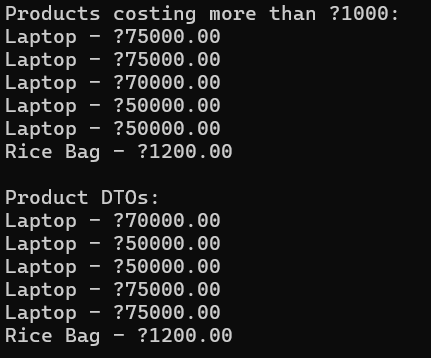 Products costing more than ?1000:
Laptop - ?75000.00
Laptop - ?75000.00
Laptop - ?70000.00
Laptop - ?50000.00
Laptop - ?50000.00
Rice Bag - ?1200.00

Product DTOs:
Laptop - ?70000.00
Laptop - ?50000.00
Laptop - ?50000.00
Laptop - ?75000.00
Laptop - ?75000.00
Rice Bag - ?1200.00